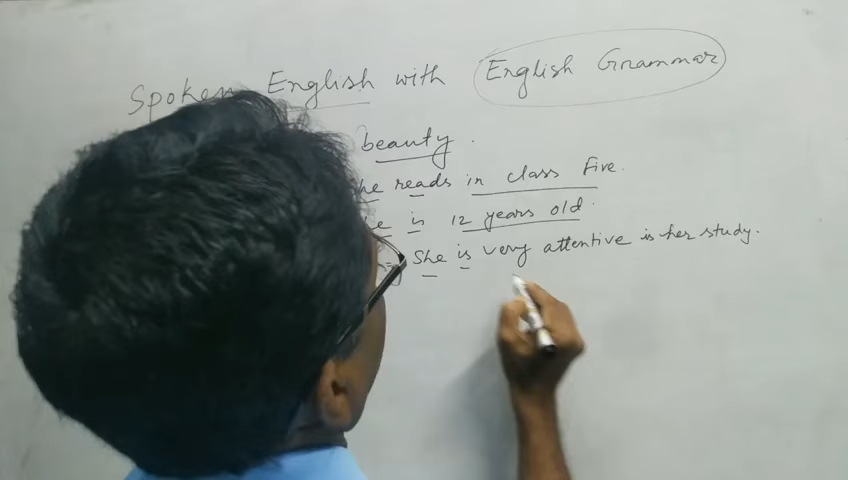 Spoken English with English Grammar
beauty.
he reads in class Five.
is 12 years old.
She is very attentive is her study.